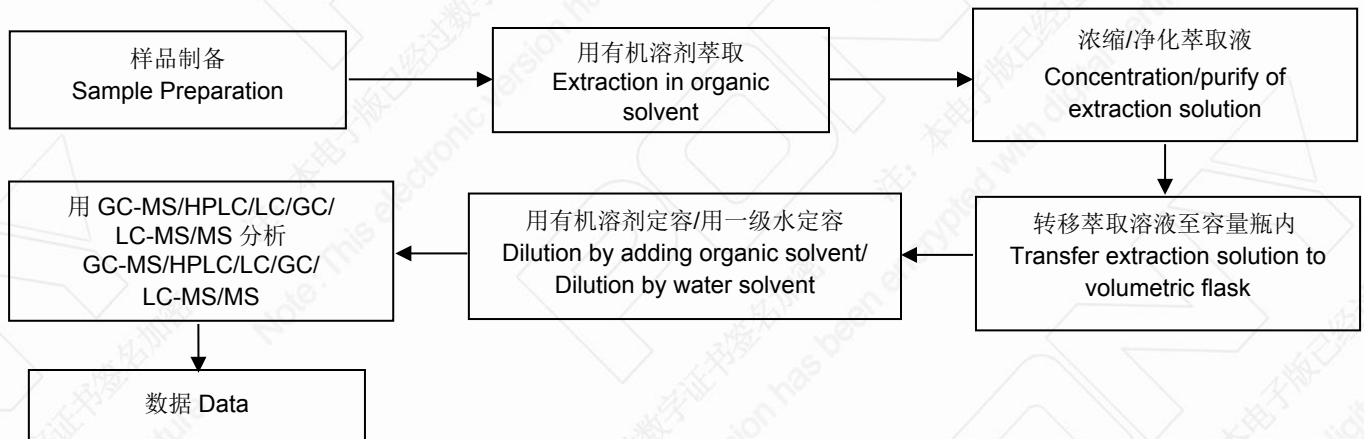 样品制备
Sample Preparation
用有机溶剂萃取
Extraction in organic
solvent
浓缩/净化萃取液
Concentration/purify of
extraction solution
转移萃取溶液至容量瓶内
Transfer extraction solution to
volumetric flask
用有机溶剂定容/用一级水定容
Dilution by adding organic solvent/
Dilution by water solvent
用 GC-MS/HPLC/LC/GC/
LC-MS/MS 分析
GC-MS/HPLC/LC/GC/
LC-MS/MS
数据 Data